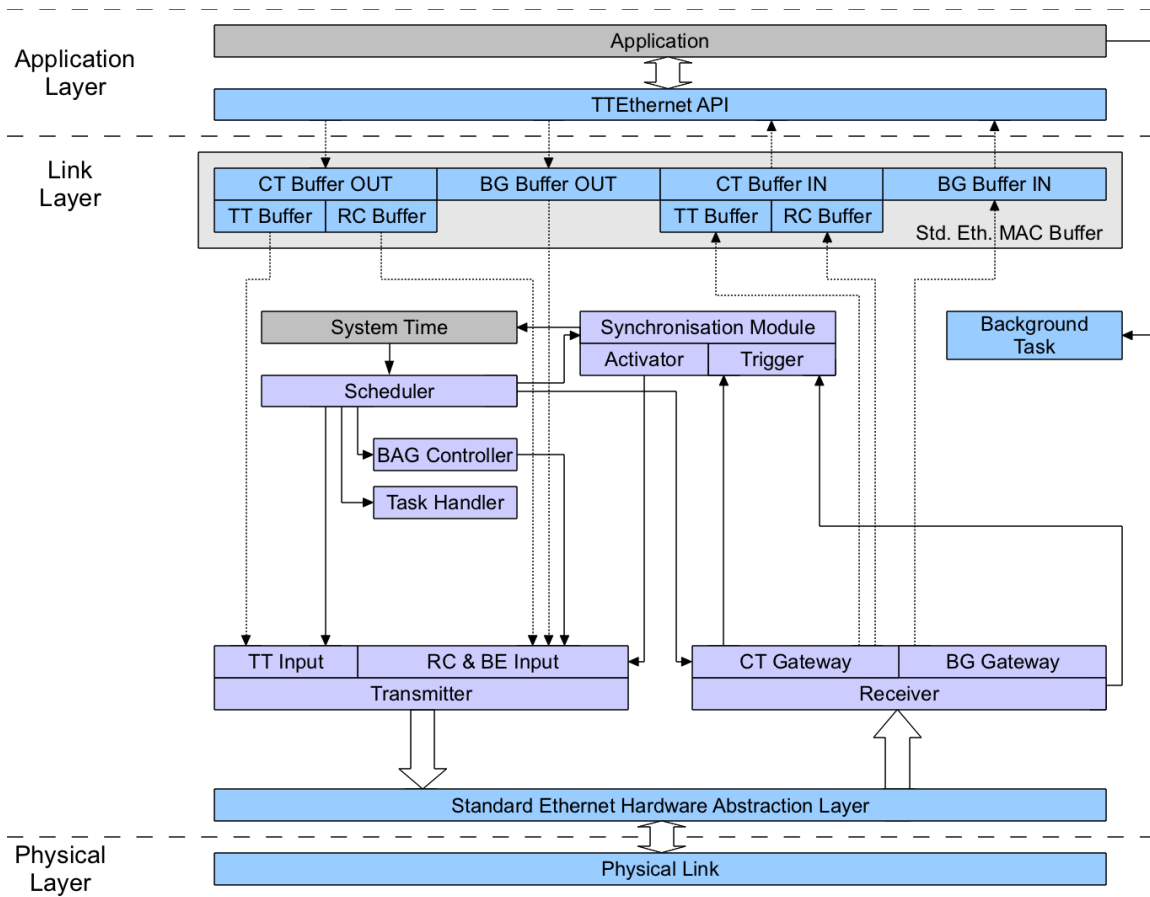 Application
Layer
Application
TTEthernet API
Link
Layer
CT Buffer OUT
BG Buffer OUT
CT Buffer IN
BG Buffer IN
TT Buffer
RC Buffer
TT Buffer
RC Buffer
Std. Eth. MAC Buffer
System Time
Synchronisation Module
Background
Task
Activator
Trigger
Scheduler
BAG Controller
Task Handler
TT Input
RC & BE Input
CT Gateway
BG Gateway
Transmitter
Receiver
Standard Ethernet Hardware Abstraction Layer
Physical
Layer
Physical Link